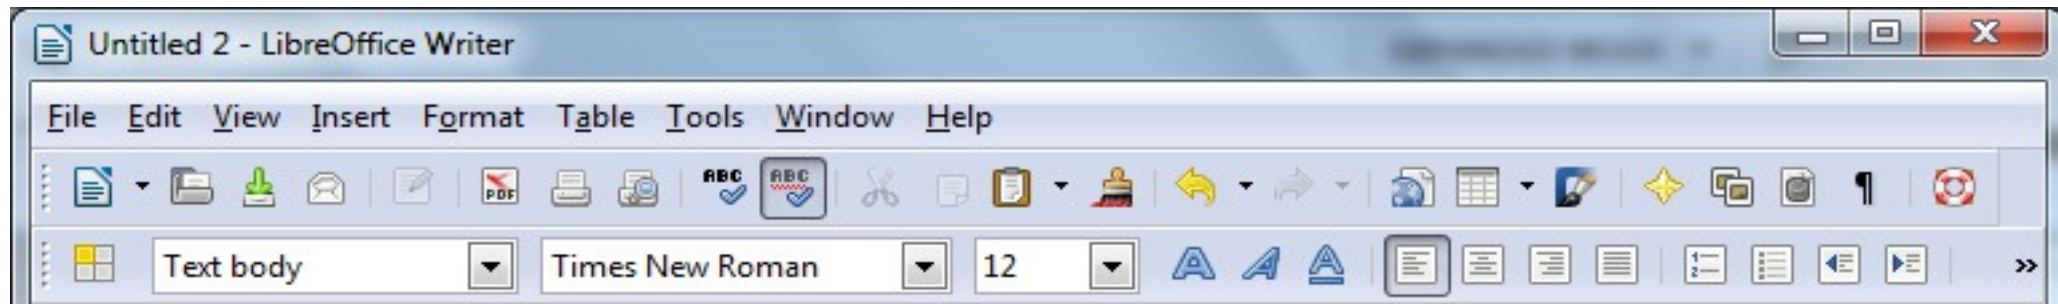 Untitled 2 - LibreOffice Writer
File Edit View Insert Format Table Tools Window Help
PDF ABC ABC ¶
Text body Times New Roman 12 »